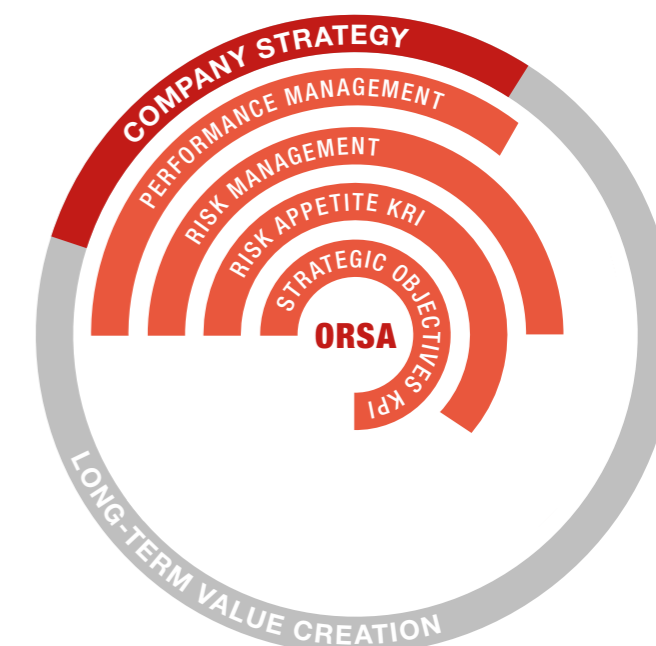 COMPANY STRATEGY
PERFORMANCE MANAGEMENT
RISK MANAGEMENT
RISK APPETITE KRI
STRATEGIC OBJECTIVES KPI
ORSA
LONG-TERM VALUE CREATION